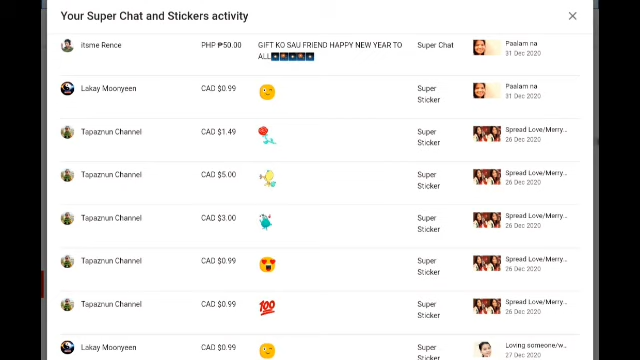 Your Super Chat and Stickers activity
itsme Rence PHP ₱50.00 GIFT KO SAU FRIEND HAPPY NEW YEAR TO Super Chat Paalam na
ALL 31 Dec 2020
Lakay Moonyeen CAD $0.99 Super Paalam na
Sticker 31 Dec 2020
Tapaznun Channel CAD $1.49 Super Spread Love/Merry...
Sticker 26 Dec 2020
Tapaznun Channel CAD $5.00 Super Spread Love/Merry...
Sticker 26 Dec 2020
Tapaznun Channel CAD $3.00 Super Spread Love/Merry...
Sticker 26 Dec 2020
Tapaznun Channel CAD $0.99 Super Spread Love/Merry...
Sticker 26 Dec 2020
Tapaznun Channel CAD $0.99 100 Super Spread Love/Merry...
Sticker 26 Dec 2020
Lakay Moonyeen CAD $0.99 Super Loving someone/w...
Sticker 27 Dec 2020